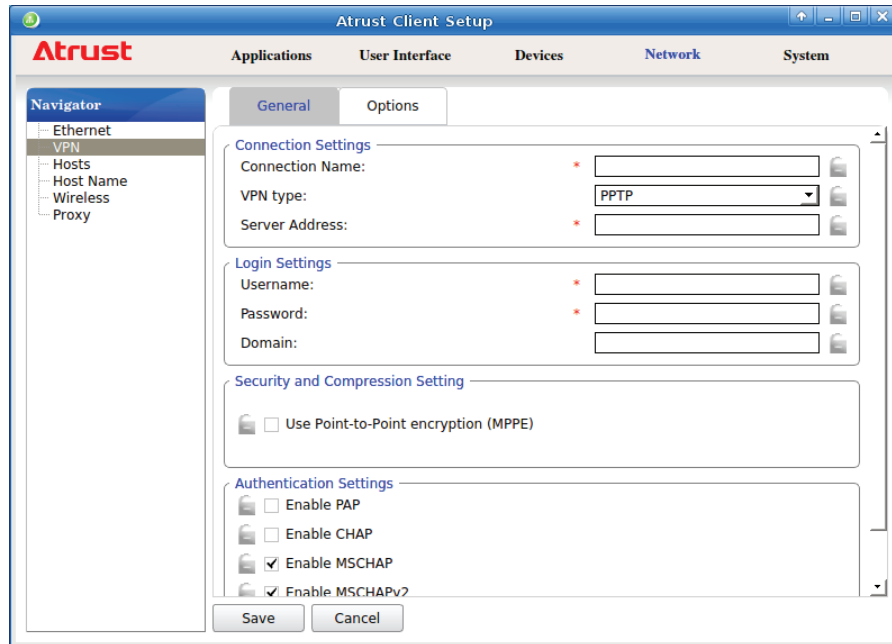 Atrust Client Setup
Atrust
Applications User Interface Devices Network System
Navigator
Ethernet
VPN
Hosts
Host Name
Wireless
Proxy
General Options
Connection Settings
Connection Name: *
VPN type: PPTP
Server Address: *
Login Settings
Username: *
Password: *
Domain:
Security and Compression Setting
Use Point-to-Point encryption (MPPE)
Authentication Settings
Enable PAP
Enable CHAP
Enable MSCHAP
Enable MSCHAPv2
Save Cancel